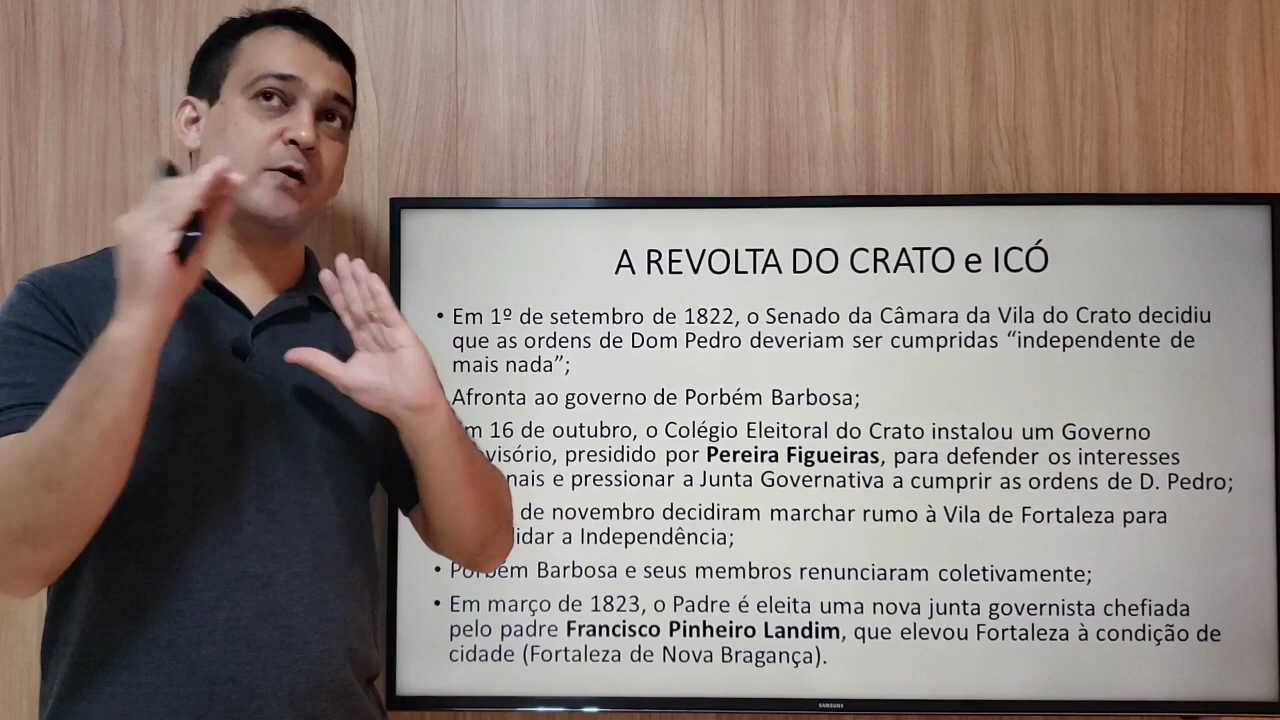 A REVOLTA DO CRATO e ICÓ
• Em 1º de setembro de 1822, o Senado da Câmara da Vila do Crato decidiu
que as ordens de Dom Pedro deveriam ser cumpridas “independente de
mais nada”;
Afronta ao governo de Porbém Barbosa;
16 de outubro, o Colégio Eleitoral do Crato instalou um Governo
presidido por Pereira Figueiras, para defender os interesses
e pressionar a Junta Governativa a cumprir as ordens de D. Pedro;
de novembro decidiram marchar rumo à Vila de Fortaleza para
a Independência;
• Porbém Barbosa e seus membros renunciaram coletivamente;
• Em março de 1823, o Padre é eleita uma nova junta governista chefiada
pelo padre Francisco Pinheiro Landim, que elevou Fortaleza à condição de
cidade (Fortaleza de Nova Bragança).
SAMSUNG